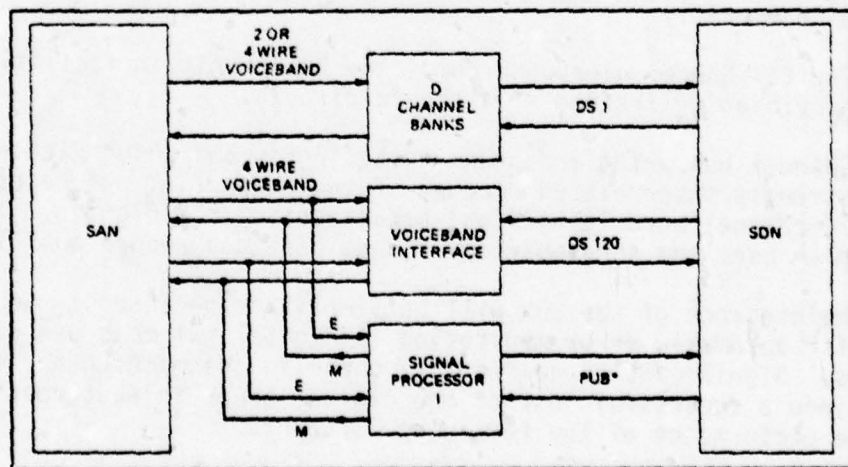 2 OR
4 WIRE
VOICEBAND
D
CHANNEL
BANKS
DS 1
4 WIRE
VOICEBAND
SAN
VOICEBAND
INTERFACE
DS 120
SDN
E
M
SIGNAL
PROCESSOR
1
PUB*
E
M